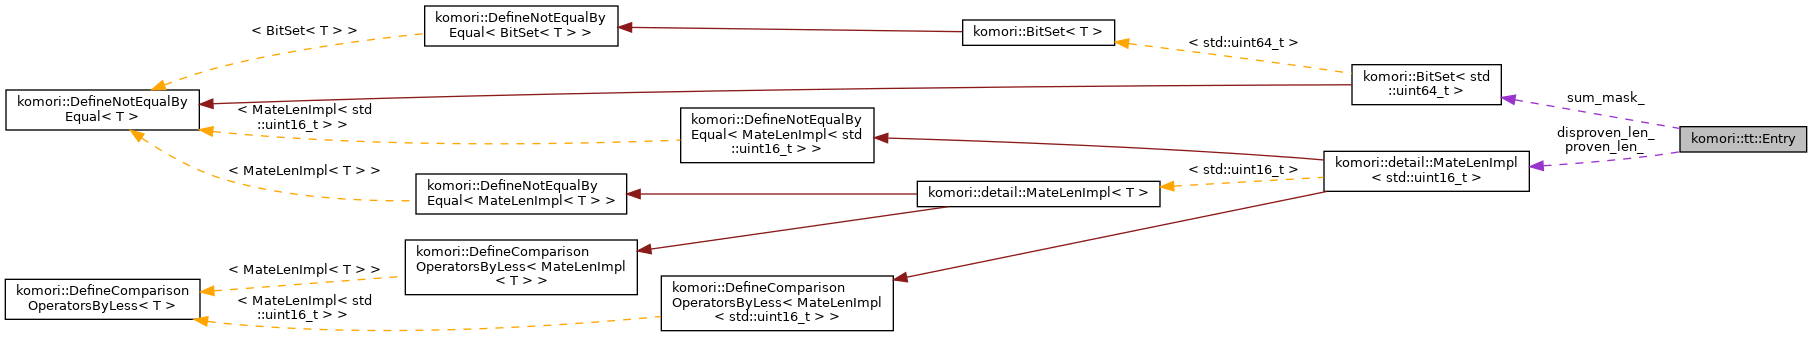 komori::DefineNotEqualBy
Equal< BitSet< T > >
< BitSet< T > >
komori::BitSet< T >
< std::uint64_t >
komori::BitSet< std
::uint64_t >
komori::DefineNotEqualBy
Equal< T >
< MateLenImpl< std
::uint16_t > >
komori::DefineNotEqualBy
Equal< MateLenImpl< std
::uint16_t > >
sum_mask_
disproven_len_
proven_len_
komori::tt::Entry
komori::detail::MateLenImpl
< std::uint16_t >
< MateLenImpl< T > >
komori::DefineNotEqualBy
Equal< MateLenImpl< T > >
komori::detail::MateLenImpl< T >
< std::uint16_t >
komori::DefineComparison
OperatorsByLess< MateLenImpl
< T > >
< MateLenImpl< T > >
komori::DefineComparison
OperatorsByLess< T >
< MateLenImpl< std
::uint16_t > >
komori::DefineComparison
OperatorsByLess< MateLenImpl
< std::uint16_t > >